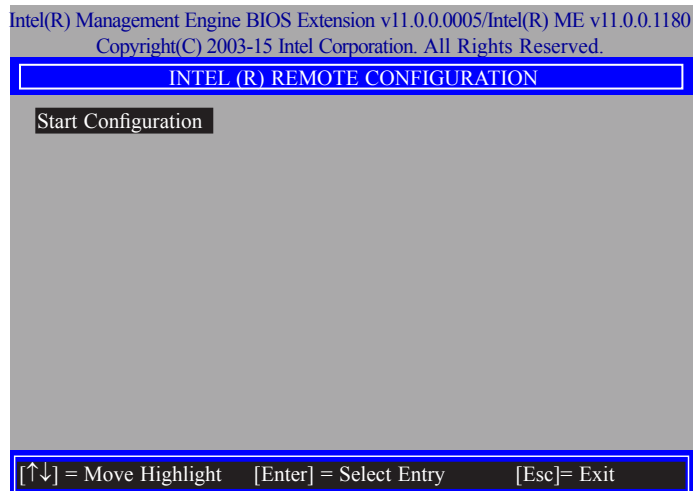 Intel(R) Management Engine BIOS Extension v11.0.0.0005/Intel(R) ME v11.0.0.1180
Copyright(C) 2003-15 Intel Corporation. All Rights Reserved.
INTEL (R) REMOTE CONFIGURATION
Start Configuration
[↑↓] = Move Highlight [Enter] = Select Entry [Esc]= Exit